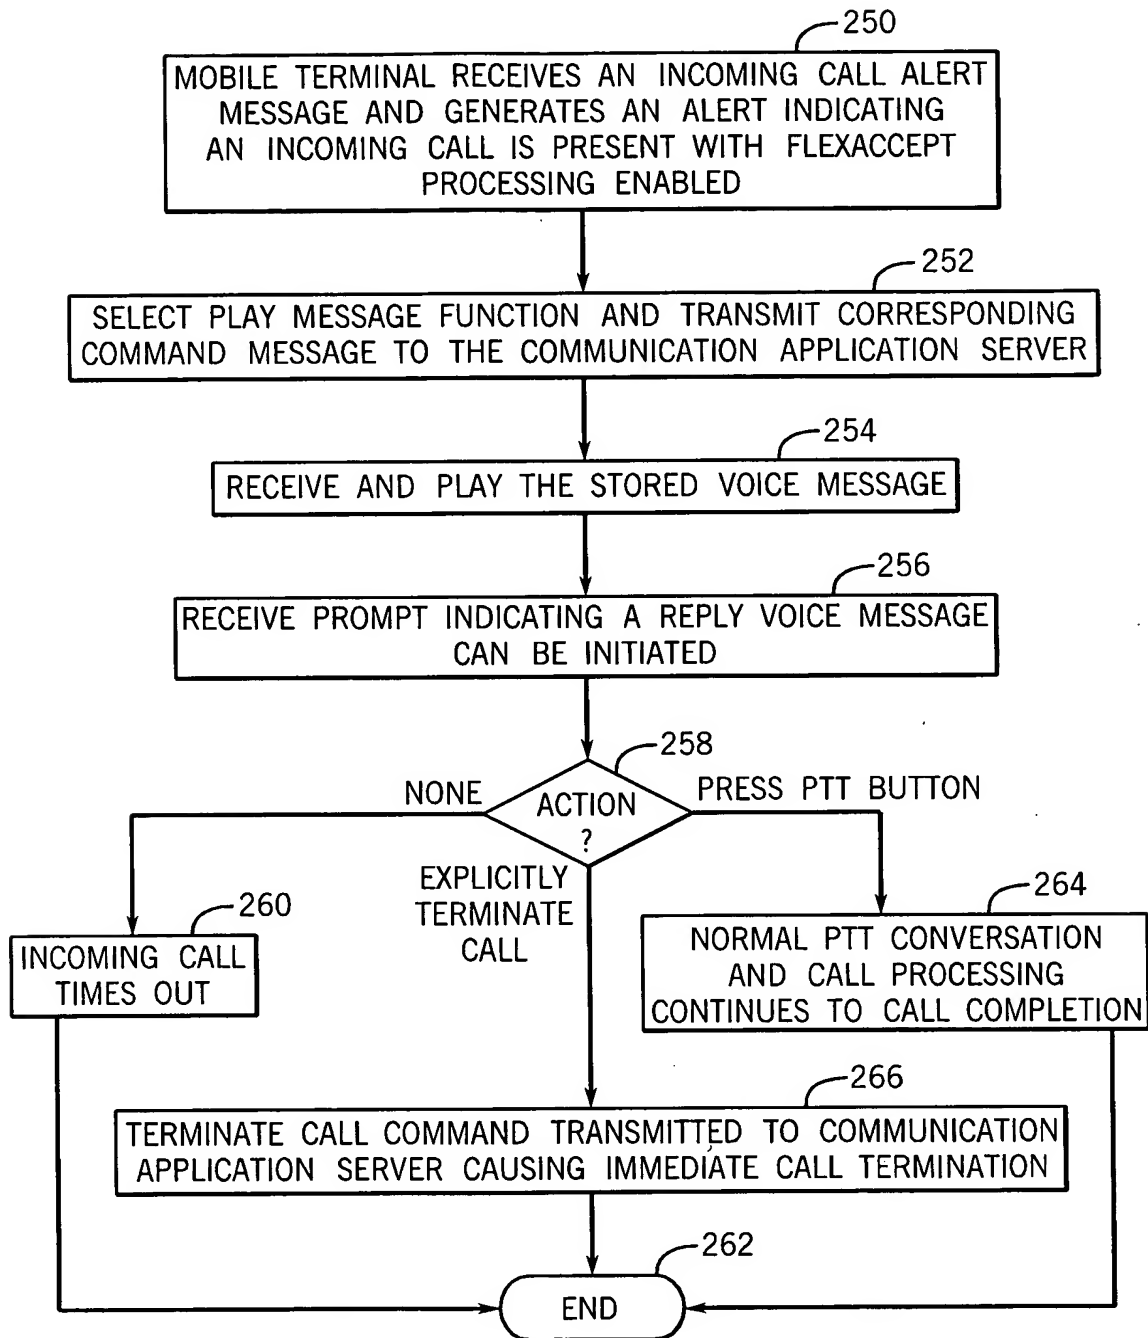 250
MOBILE TERMINAL RECEIVES AN INCOMING CALL ALERT
MESSAGE AND GENERATES AN ALERT INDICATING
AN INCOMING CALL IS PRESENT WITH FLEXACCEPT
PROCESSING ENABLED
252
SELECT PLAY MESSAGE FUNCTION AND TRANSMIT CORRESPONDING
COMMAND MESSAGE TO THE COMMUNICATION APPLICATION SERVER
254
RECEIVE AND PLAY THE STORED VOICE MESSAGE
256
RECEIVE PROMPT INDICATING A REPLY VOICE MESSAGE
CAN BE INITIATED
258
ACTION
?
NONE
PRESS PTT BUTTON
EXPLICITLY
TERMINATE
CALL
260
INCOMING CALL
TIMES OUT
264
NORMAL PTT CONVERSATION
AND CALL PROCESSING
CONTINUES TO CALL COMPLETION
266
TERMINATE CALL COMMAND TRANSMITTED TO COMMUNICATION
APPLICATION SERVER CAUSING IMMEDIATE CALL TERMINATION
262
END